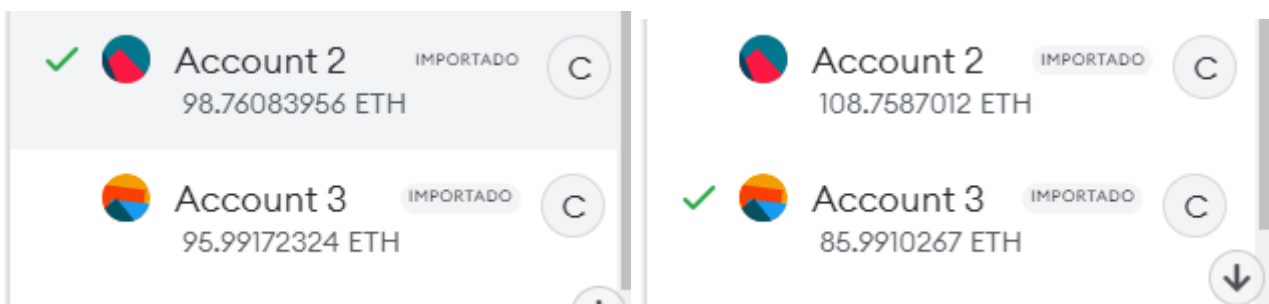 Account 2 IMPORTADO C
98.76083956 ETH
Account 3 IMPORTADO C
95.99172324 ETH
Account 2 IMPORTADO C
108.7587012 ETH
Account 3 IMPORTADO C
85.9910267 ETH